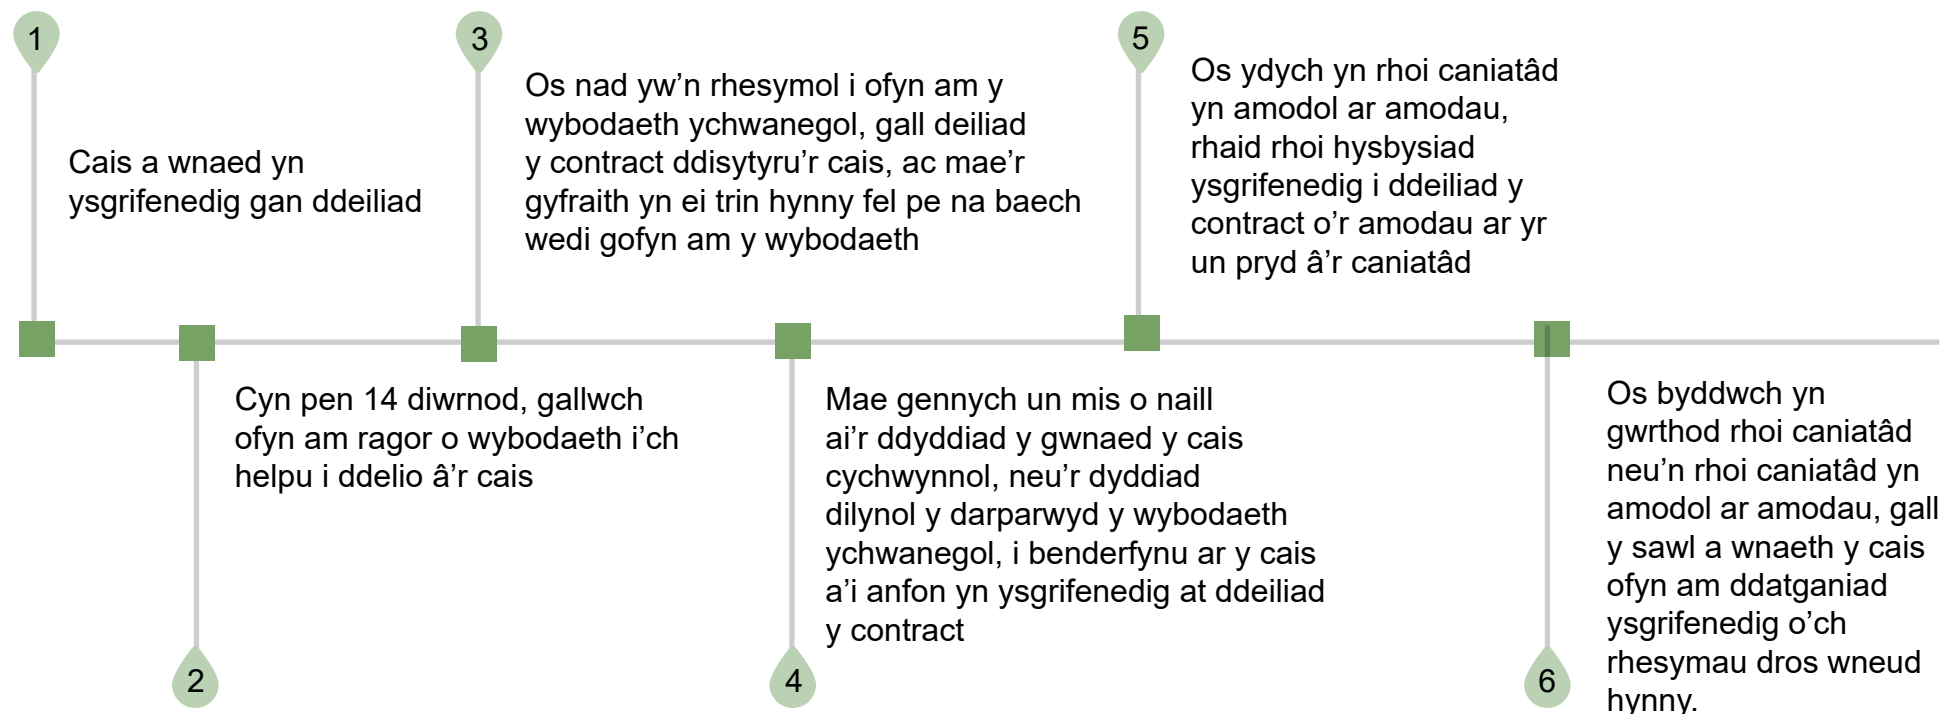 1
Cais a wnaed yn
ysgrifenedig gan ddeiliad
2
Cyn pen 14 diwrnod, gallwch
ofyn am ragor o wybodaeth i’ch
helpu i ddelio â’r cais
3
Os nad yw’n rhesymol i ofyn am y
wybodaeth ychwanegol, gall deiliad
y contract ddisytyru’r cais, ac mae’r
gyfraith yn ei trin hynny fel pe na baech
wedi gofyn am y wybodaeth
4
Mae gennych un mis o naill
ai’r ddyddiad y gwnaed y cais
cychwynnol, neu’r dyddiad
dilynol y darparwyd y wybodaeth
ychwanegol, i benderfynu ar y cais
a’i anfon yn ysgrifenedig at ddeiliad
y contract
5
Os ydych yn rhoi caniatâd
yn amodol ar amodau,
rhaid rhoi hysbysiad
ysgrifenedig i ddeiliad y
contract o’r amodau ar yr
un pryd â’r caniatâd
6
Os byddwch yn
gwrthod rhoi caniatâd
neu’n rhoi caniatâd yn
amodol ar amodau, gall
y sawl a wnaeth y cais
ofyn am ddatganiad
ysgrifenedig o’ch
rhesymau dros wneud
hynny.